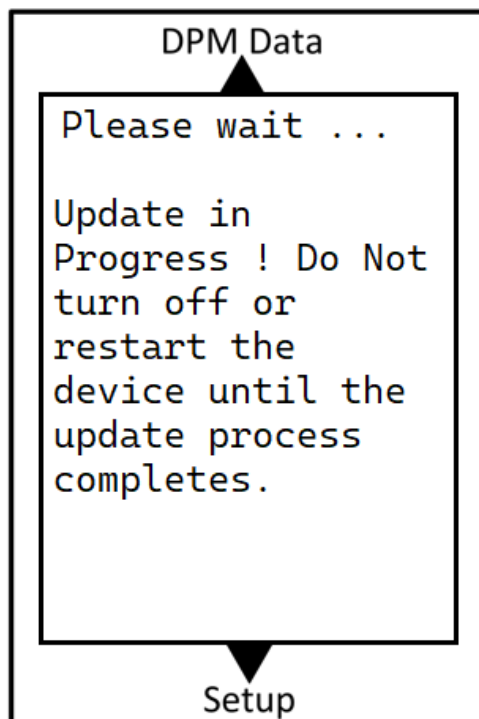 DPM Data
Please wait ...
Update in
Progress ! Do Not
turn off or
restart the
device until the
update process
completes.
Setup